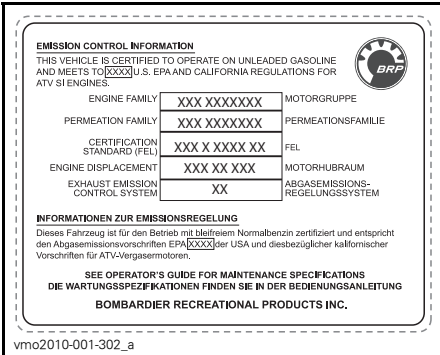 EMISSION CONTROL INFORMATION
THIS VEHICLE IS CERTIFIED TO OPERATE ON UNLEADED GASOLINE
AND MEETS TO XXXX U.S. EPA AND CALIFORNIA REGULATIONS FOR
ATV SI ENGINES.
BRP
ENGINE FAMILY XXX XXXXXXX MOTORGRUPPE
PERMEATION FAMILY XXX XXXXXXX PERMEATIONSFAMILIE
CERTIFICATION
STANDARD (FEL) XXX X XXXX XX FEL
ENGINE DISPLACEMENT XXX XX XXX MOTORHUBRAUM
EXHAUST EMISSION XX ABGASEMISSIONS-
CONTROL SYSTEM REGELUNGSSYSTEM
INFORMATIONEN ZUR EMISSIONSREGELUNG
Dieses Fahrzeug ist für den Betrieb mit bleifreiem Normalbenzin zertifiziert und entspricht
den Abgasemissionsvorschriften EPA XXXX der USA und diesbezüglicher kalifornischer
Vorschriften für ATV-Vergasermotoren.
SEE OPERATOR'S GUIDE FOR MAINTENANCE SPECIFICATIONS
DIE WARTUNGSSPEZIFIKATIONEN FINDEN SIE IN DER BEDIENUNGSANLEITUNG
BOMBARDIER RECREATIONAL PRODUCTS INC.
vmo2010-001-302_a